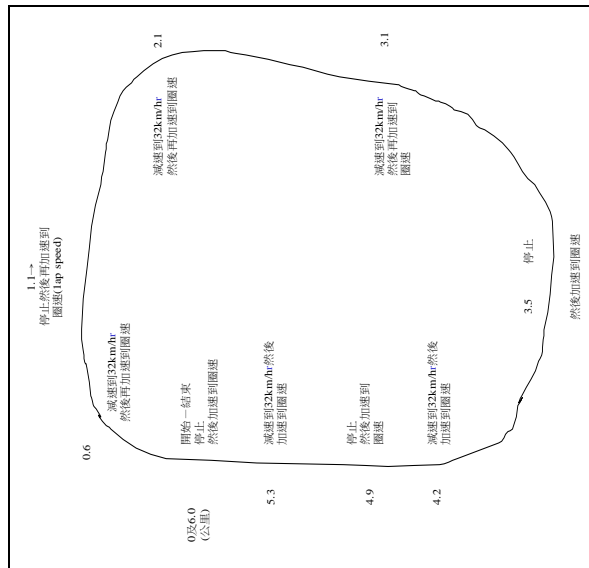 0及6.0
(公里)
開始－結束
停止
然後加速到圈速
0.6
減速到32km/hr
然後再加速到圈速
1.1→
停止然後再加速到
圈速(lap speed)
2.1
減速到32km/hr
然後再加速到圈速
3.1
減速到32km/hr
然後再加速到
圈速
3.5
停止
然後加速到圈速
4.2
減速到32km/hr然後
加速到圈速
4.9
停止
然後加速到
圈速
5.3
減速到32km/hr然後
加速到圈速